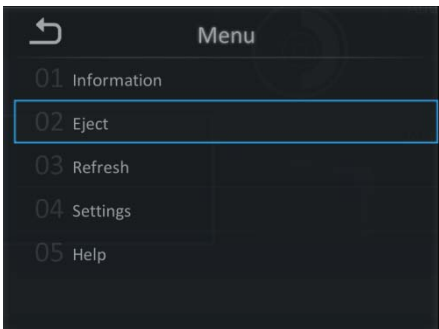 Menu
01 Information
02 Eject
03 Refresh
04 Settings
05 Help